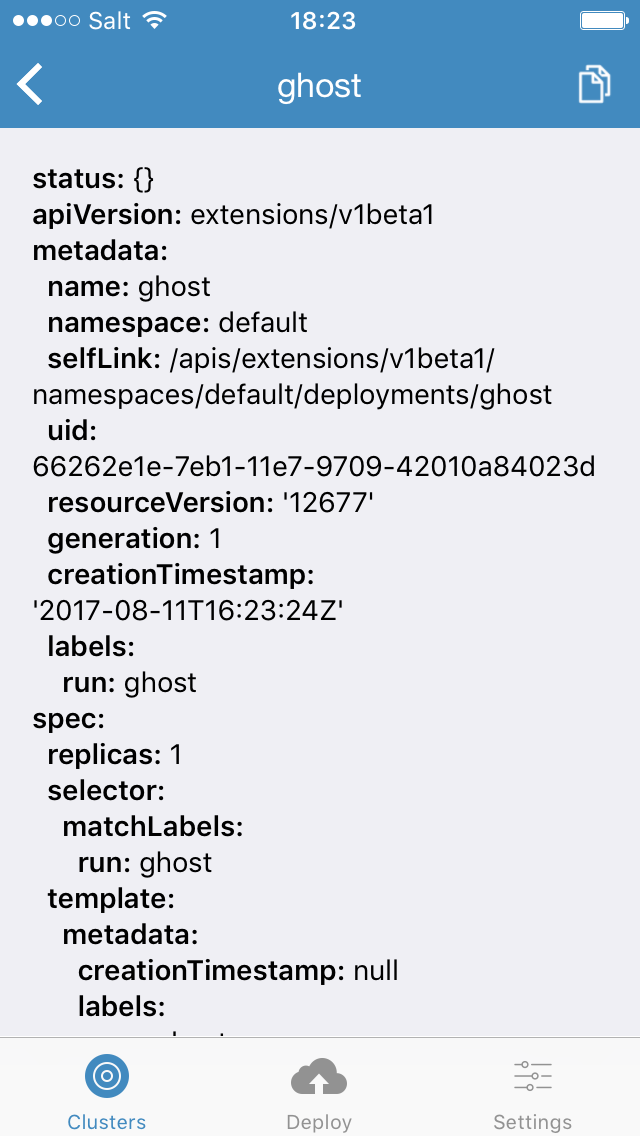 Salt 18:23
ghost
status: {}
apiVersion: extensions/v1beta1
metadata:
name: ghost
namespace: default
selfLink: /apis/extensions/v1beta1/
namespaces/default/deployments/ghost
uid:
66262e1e-7eb1-11e7-9709-42010a84023d
resourceVersion: '12677'
generation: 1
creationTimestamp:
'2017-08-11T16:23:24Z'
labels:
run: ghost
spec:
replicas: 1
selector:
matchLabels:
run: ghost
template:
metadata:
creationTimestamp: null
labels:
Clusters Deploy Settings